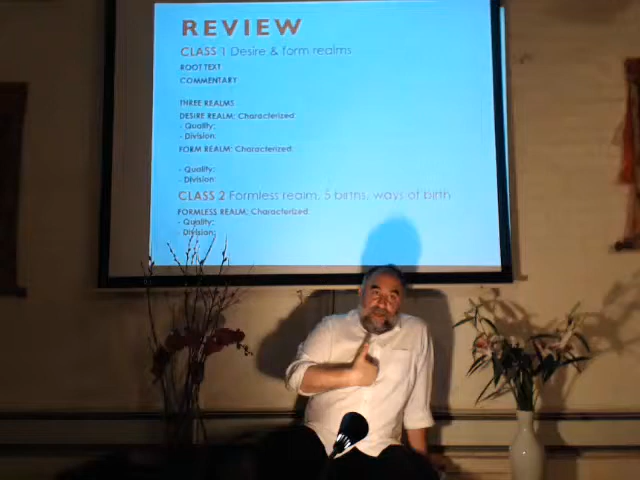 REVIEW
CLASS 1 Desire & form realms
ROOT TEXT
COMMENTARY
THREE REALMS
DESIRE REALM: Characterized
- Quality:
- Division:
FORM REALM: Characterized
- Quality:
- Division:
CLASS 2 Formless realm, 5 births, ways of birth
FORMLESS REALM: Characterized
- Quality:
- Division: